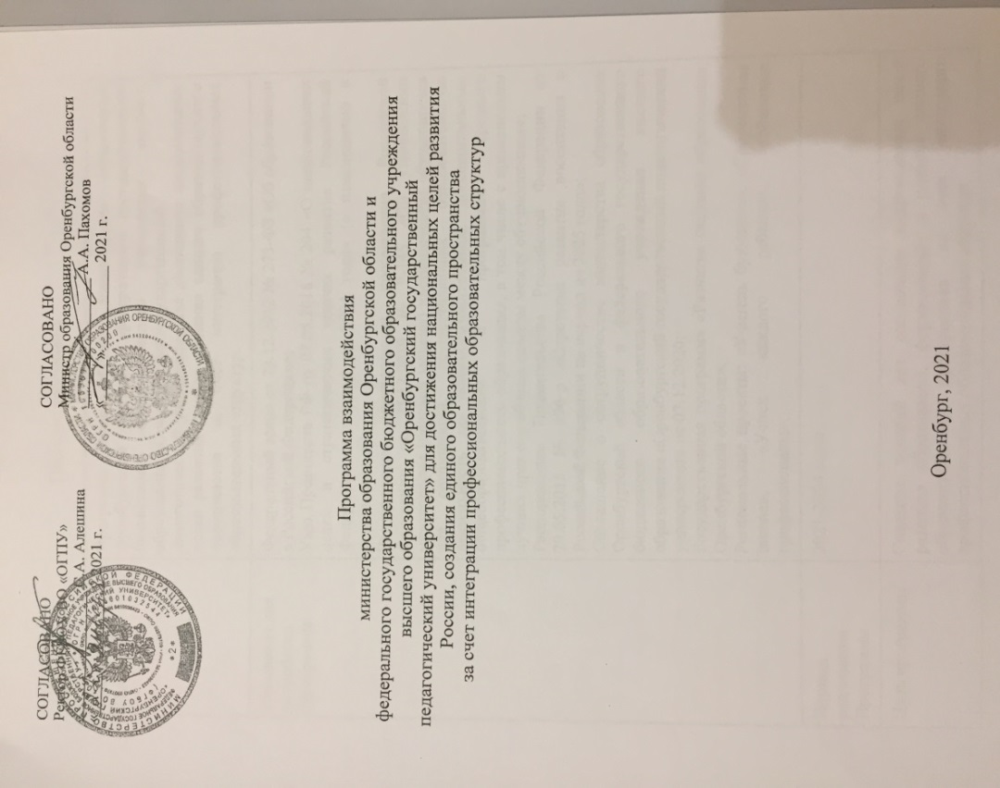 СОГЛАСОВАНО
Ректор ФГБОУ ВО «ОГПУ»
С.А. Алешина
2021 г.
СОГЛАСОВАНО
Министр образования Оренбургской области
А.А. Пахомов
« » 2021 г.
Программа взаимодействия
министерства образования Оренбургской области и
федерального государственного бюджетного образовательного учреждения
высшего образования «Оренбургский государственный
педагогический университет» для достижения национальных целей развития
России, создания единого образовательного пространства
за счет интеграции профессиональных образовательных структур
Оренбург, 2021